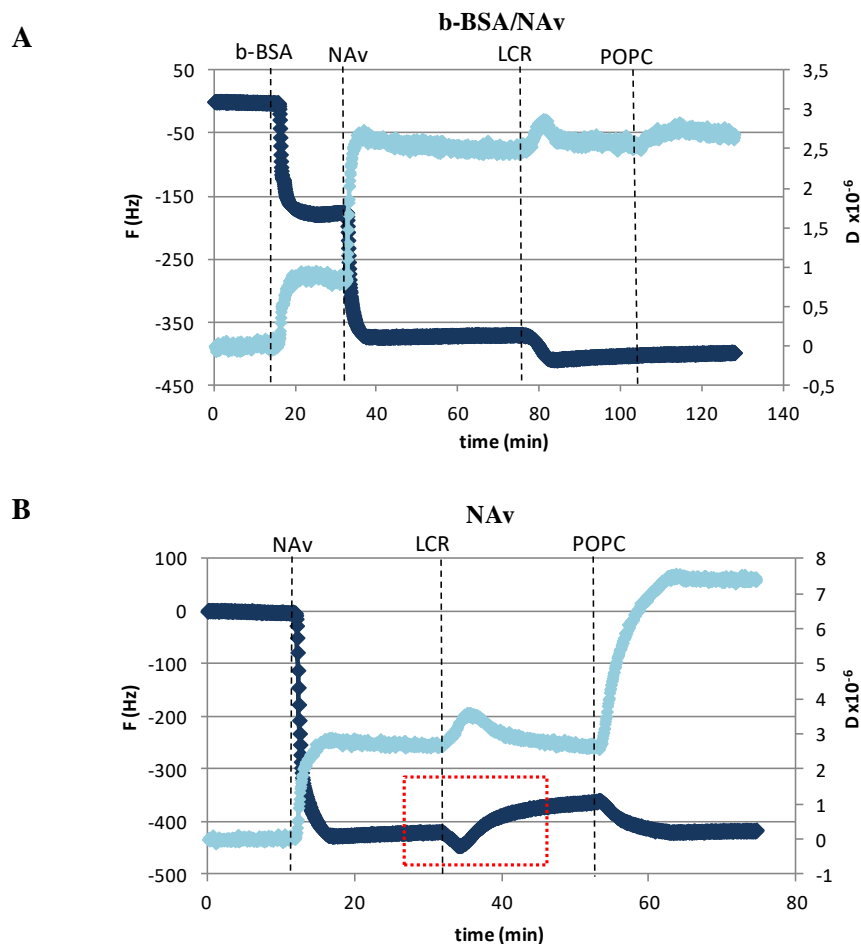 A
b-BSA/NAv
b-BSA NAv LCR POPC
50
-50
-150
-250
-350
-450
F (Hz)
3,5
3
2,5
2
1,5
1
0,5
0
-0,5
D x10-6
0 20 40 60 80 100 120 140
time (min)
B
NAv
NAv LCR POPC
100
0
-100
-200
-300
-400
-500
F (Hz)
8
7
6
5
4
3
2
1
0
-1
D x10-6
0 20 40 60 80
time (min)